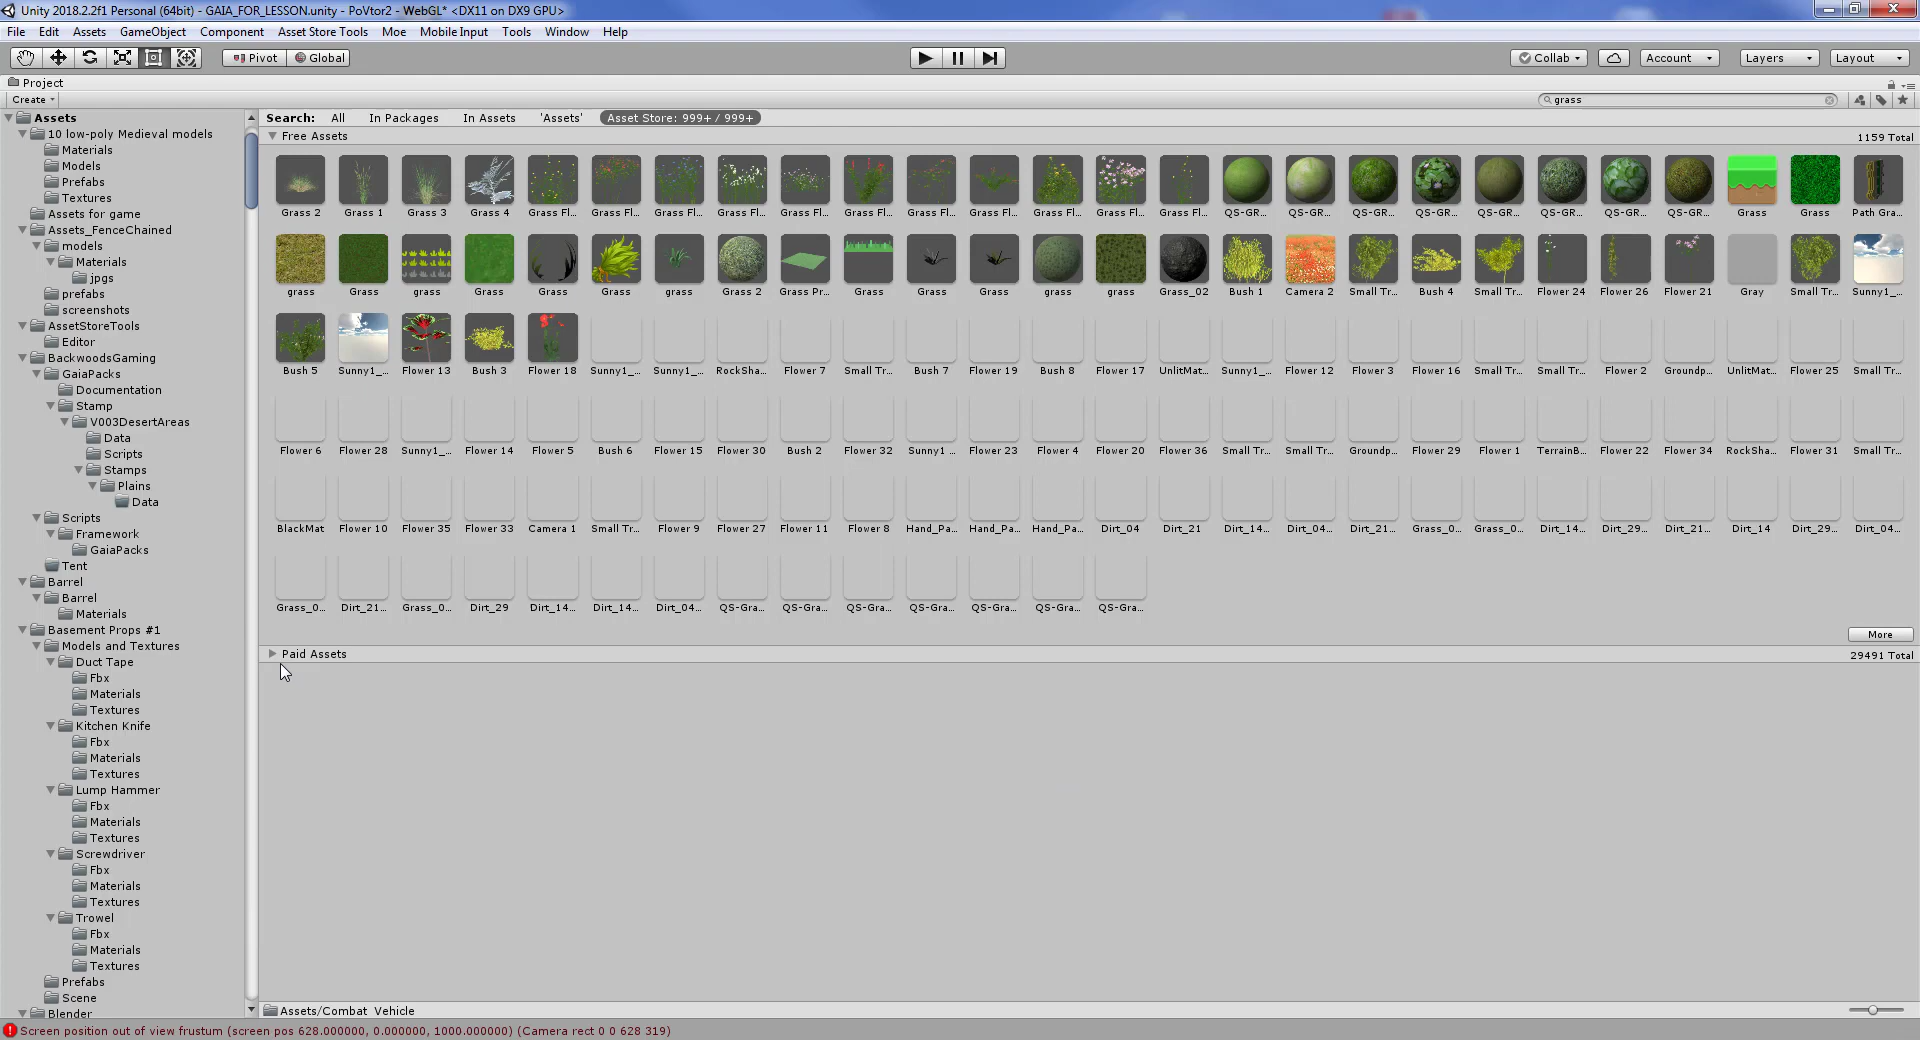 Unity 2018.2.2f1 Personal (64bit) - GAIA_FOR_LESSON.unity - PoVtor2 - WebGL* <DX11 on DX9 GPU>
File Edit Assets GameObject Component Asset Store Tools Moe Mobile Input Tools Window Help
Pivot Global Collab Account Layers Layout
Project
Create grass
Search: All In Packages In Assets 'Assets' Asset Store: 999+ / 999+
Free Assets 1159 Total
Grass 2 Grass 1 Grass 3 Grass 4 Grass Fl... Grass Fl... Grass Fl... Grass Fl... Grass Fl... Grass Fl... Grass Fl... Grass Fl... Grass Fl... Grass Fl... Grass Fl... QS-GR... QS-GR... QS-GR... QS-GR... QS-GR... QS-GR... QS-GR... QS-GR... Grass Grass Path Gra...
grass Grass grass Grass Grass Grass grass Grass 2 Grass Pr... Grass Grass Grass grass grass Grass_02 Bush 1 Camera 2 Small Tr... Bush 4 Small Tr... Flower 24 Flower 26 Flower 21 Gray Small Tr... Sunny1_...
Bush 5 Sunny1_... Flower 13 Bush 3 Flower 18 Sunny1_... Sunny1_... RockSha... Flower 7 Small Tr... Bush 7 Flower 19 Bush 8 Flower 17 UnlitMat... Sunny1_... Flower 12 Flower 3 Flower 16 Small Tr... Small Tr... Flower 2 Groundp... UnlitMat... Flower 25 Small Tr...
Flower 6 Flower 28 Sunny1_... Flower 14 Flower 5 Bush 6 Flower 15 Flower 30 Bush 2 Flower 32 Sunny1 ... Flower 23 Flower 4 Flower 20 Flower 36 Small Tr... Small Tr... Groundp... Flower 29 Flower 1 TerrainB... Flower 22 Flower 34 RockSha... Flower 31 Small Tr...
BlackMat Flower 10 Flower 35 Flower 33 Camera 1 Small Tr... Flower 9 Flower 27 Flower 11 Flower 8 Hand_Pa... Hand_Pa... Hand_Pa... Dirt_04 Dirt_21 Dirt_14... Dirt_04... Dirt_21... Grass_0... Grass_0... Dirt_14... Dirt_29... Dirt_21... Dirt_14 Dirt_29... Dirt_04...
Grass_0... Dirt_21... Grass_0... Dirt_29 Dirt_14... Dirt_14... Dirt_04... QS-Gra... QS-Gra... QS-Gra... QS-Gra... QS-Gra... QS-Gra... QS-Gra...
More
Paid Assets 29491 Total
Assets
10 low-poly Medieval models
Materials
Models
Prefabs
Textures
Assets for game
Assets_FenceChained
models
Materials
jpgs
prefabs
screenshots
AssetStoreTools
Editor
BackwoodsGaming
GaiaPacks
Documentation
Stamp
V003DesertAreas
Data
Scripts
Stamps
Plains
Data
Scripts
Framework
GaiaPacks
Tent
Barrel
Barrel
Materials
Basement Props #1
Models and Textures
Duct Tape
Fbx
Materials
Textures
Kitchen Knife
Fbx
Materials
Textures
Lump Hammer
Fbx
Materials
Textures
Screwdriver
Fbx
Materials
Textures
Trowel
Fbx
Materials
Textures
Prefabs
Scene
Blender
Assets/Combat Vehicle
Screen position out of view frustum (screen pos 628.000000, 0.000000, 1000.000000) (Camera rect 0 0 628 319)